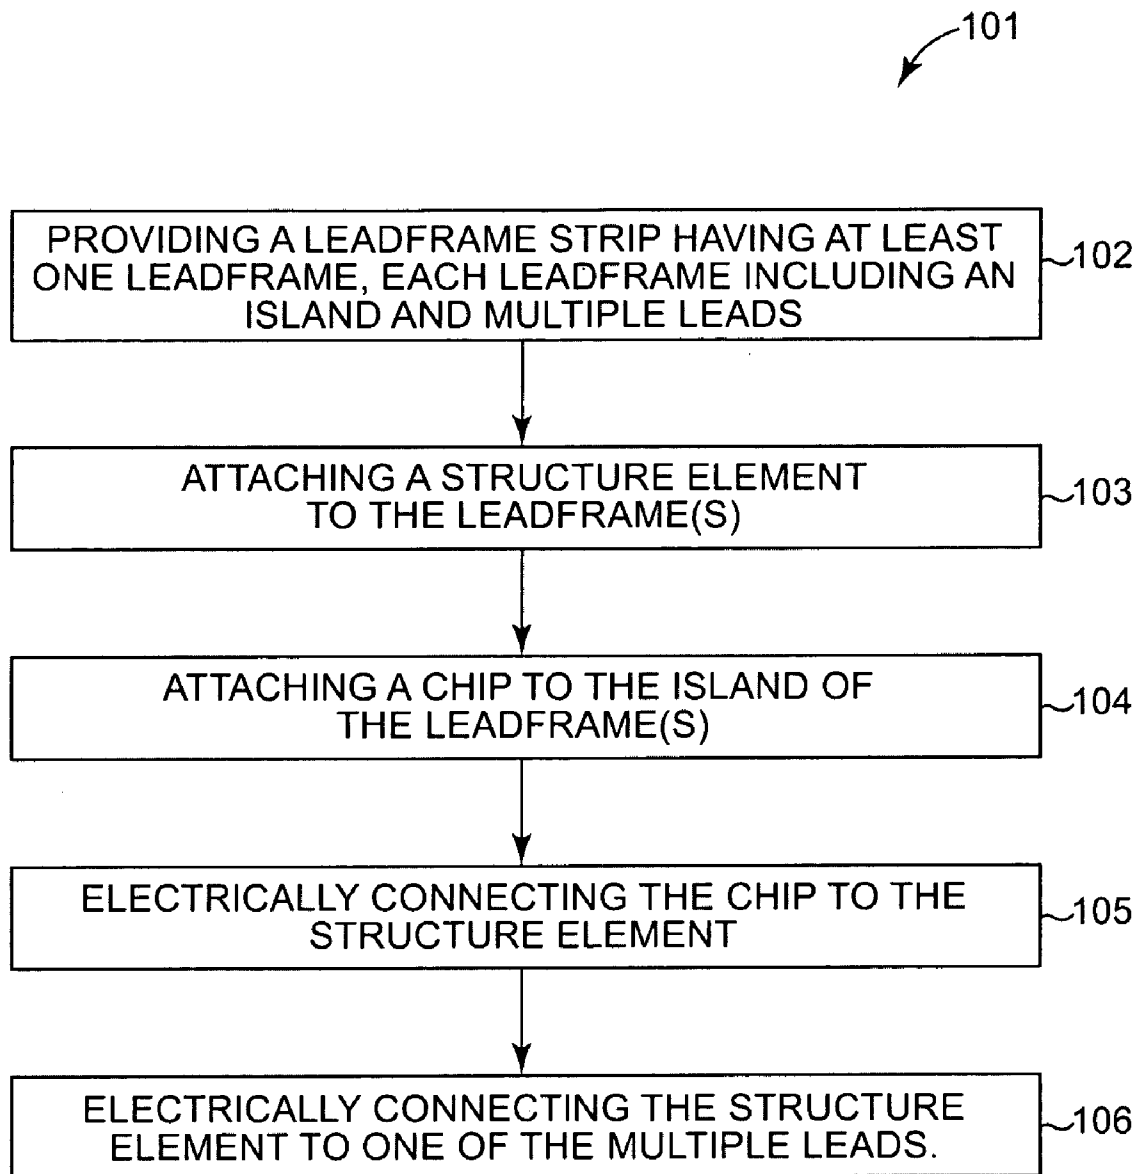 101
PROVIDING A LEADFRAME STRIP HAVING AT LEAST
ONE LEADFRAME, EACH LEADFRAME INCLUDING AN
ISLAND AND MULTIPLE LEADS
102
ATTACHING A STRUCTURE ELEMENT
TO THE LEADFRAME(S)
103
ATTACHING A CHIP TO THE ISLAND OF
THE LEADFRAME(S)
104
ELECTRICALLY CONNECTING THE CHIP TO THE
STRUCTURE ELEMENT
105
ELECTRICALLY CONNECTING THE STRUCTURE
ELEMENT TO ONE OF THE MULTIPLE LEADS.
106